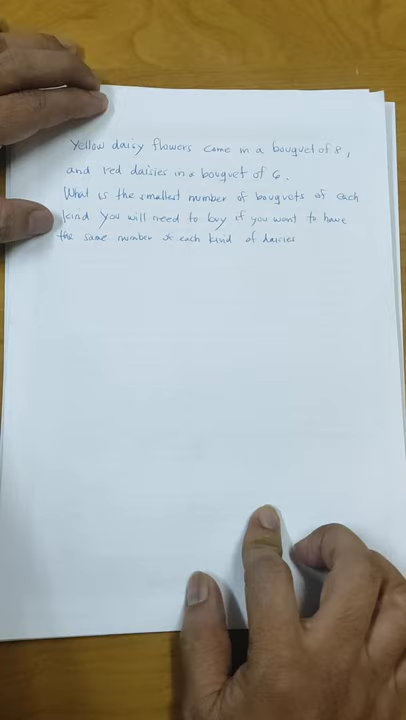 Yellow daisy flowers come in a bouquet of 8,
and red daisies in a bouquet of 6.
What is the smallest number of bouquets of each
kind you will need to buy if you want to have
the same number of each kind of daisies